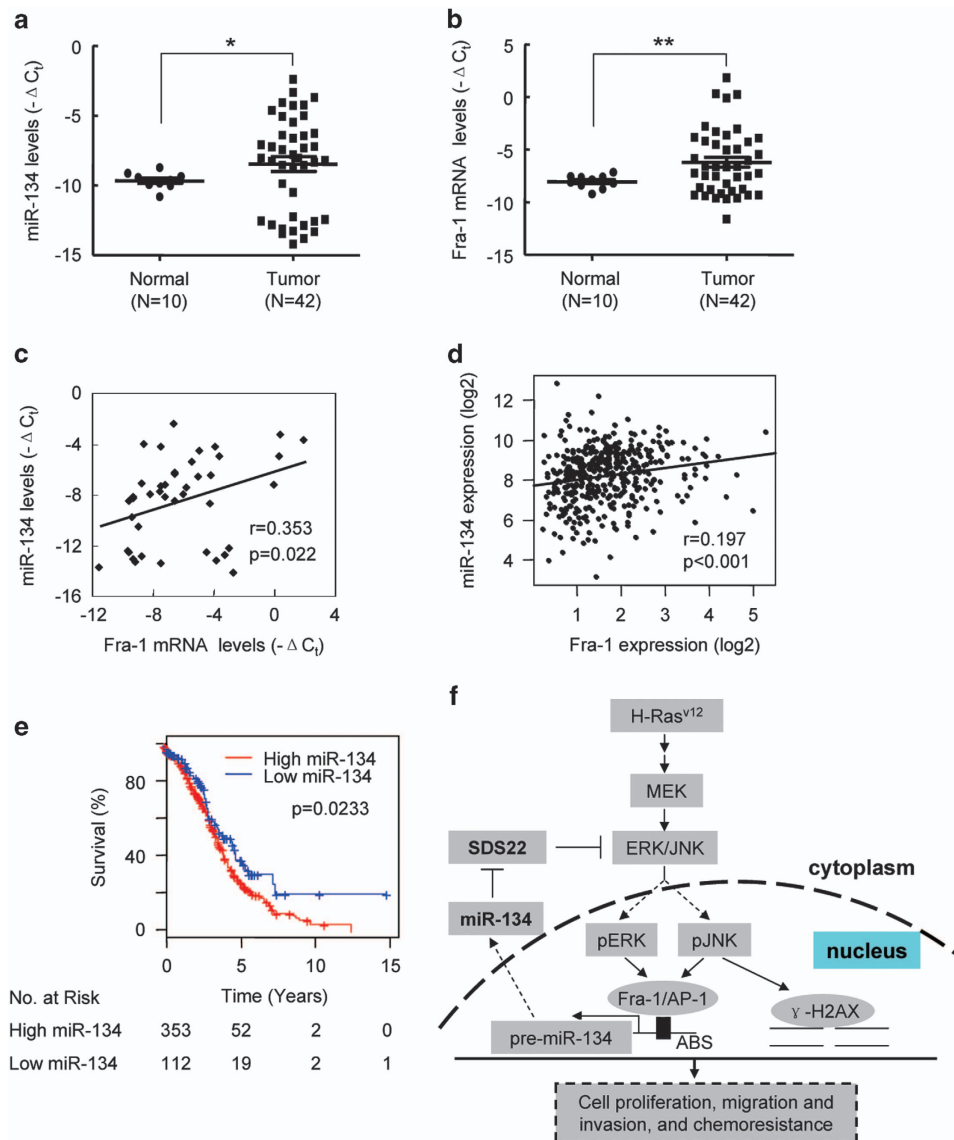 a
miR-134 levels (-Δ Ct)
0
-5
-10
-15
*
Normal
(N=10)
Tumor
(N=42)
b
Fra-1 mRNA levels (-Δ Ct)
5
0
-5
-10
-15
**
Normal
(N=10)
Tumor
(N=42)
c
miR-134 levels (-Δ Ct)
0
-4
-8
-12
-16
r=0.353
p=0.022
-12 -8 -4 0 4
Fra-1 mRNA levels (-Δ Ct)
d
miR-134 expression (log2)
12
10
8
6
4
r=0.197
p<0.001
1 2 3 4 5
Fra-1 expression (log2)
e
Survival (%)
80
40
0
High miR-134
Low miR-134
p=0.0233
0 5 10 15
Time (Years)
No. at Risk
High miR-134 353 52 2 0
Low miR-134 112 19 2 1
f
H-Rasv12
MEK
SDS22
ERK/JNK
cytoplasm
miR-134
pERK
pJNK
nucleus
Fra-1/AP-1
γ-H2AX
pre-miR-134
ABS
Cell proliferation, migration and
invasion, and chemoresistance